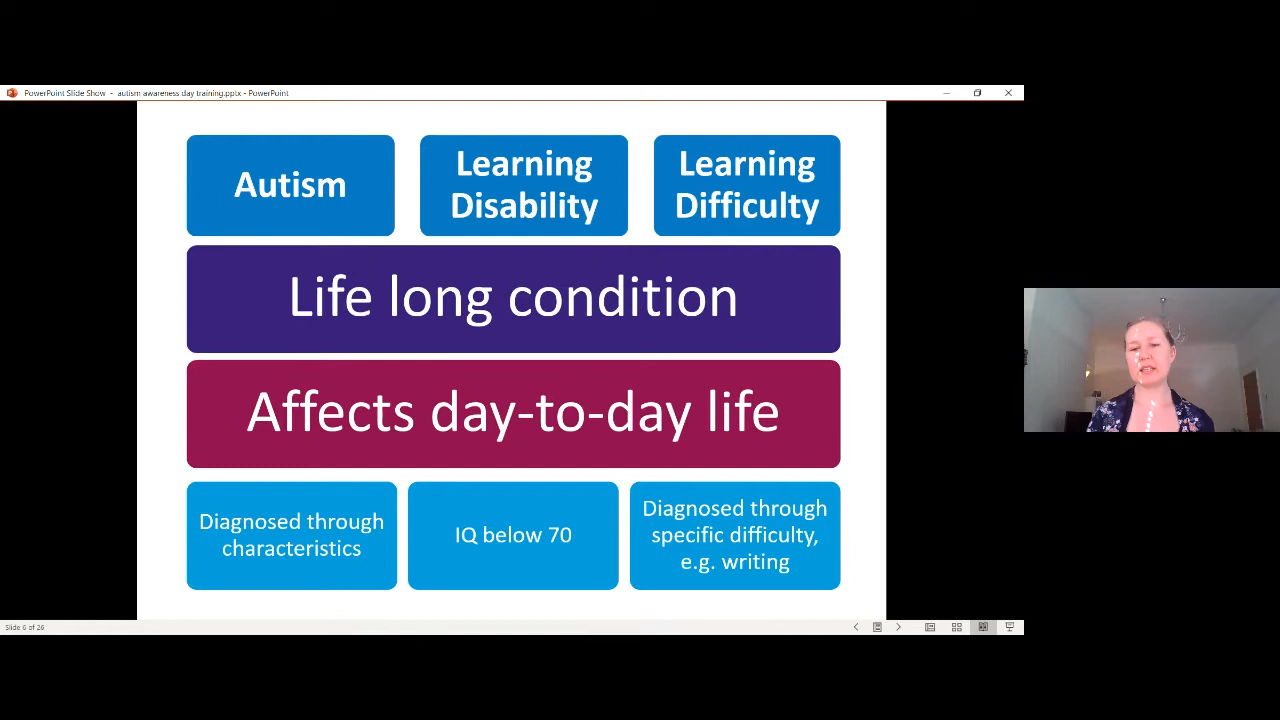 PowerPoint Slide Show - autism awareness day training.pptx - PowerPoint
Autism
Learning
Disability
Learning
Difficulty
Life long condition
Affects day-to-day life
Diagnosed through
characteristics
IQ below 70
Diagnosed through
specific difficulty,
e.g. writing
Slide 6 of 26